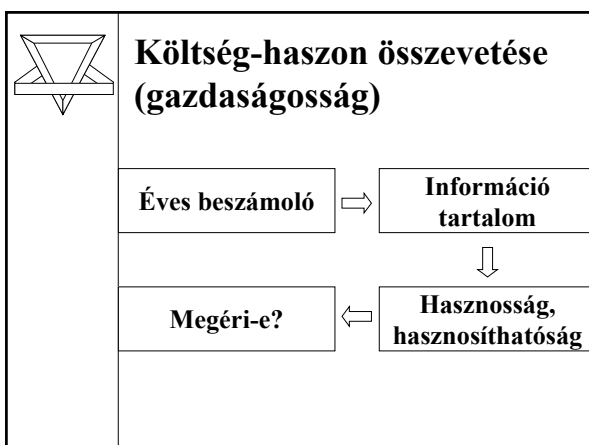 Költség-haszon összevetése
(gazdaságosság)
Éves beszámoló
Információ
tartalom
Hasznosság,
hasznosíthatóság
Megéri-e?